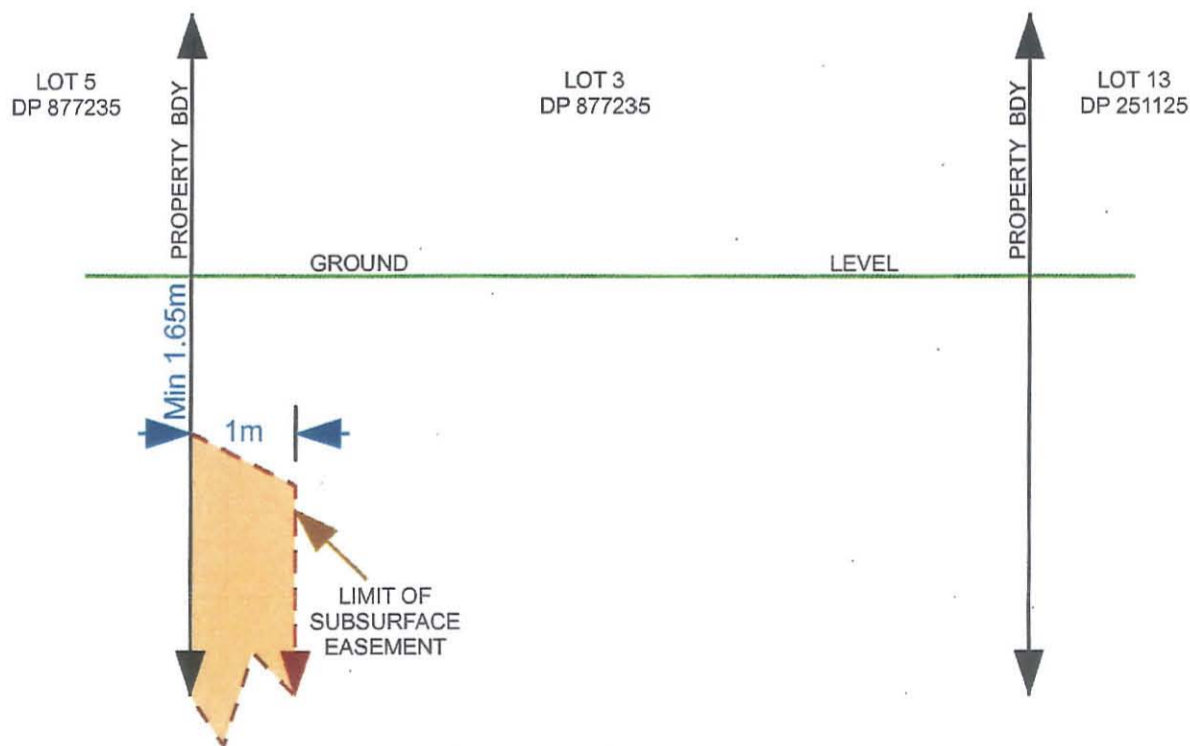 LOT 5
DP 877235
PROPERTY BDY
LOT 3
DP 877235
PROPERTY BDY
LOT 13
DP 251125
GROUND
LEVEL
Min 1.65m
1m
LIMIT OF
SUBSURFACE
EASEMENT